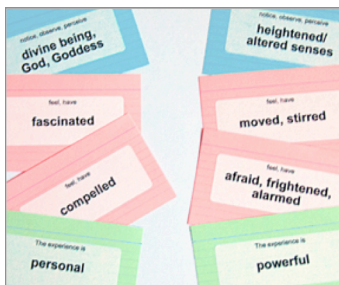 notice, observe, perceive
divine being,
God, Goddess
feel, have
fascinated
feel, have
compelled
The experience is
personal
notice, observe, perceive
heightened/
altered senses
feel, have
moved, stirred
feel, have
afraid, frightened,
alarmed
The experience is
powerful